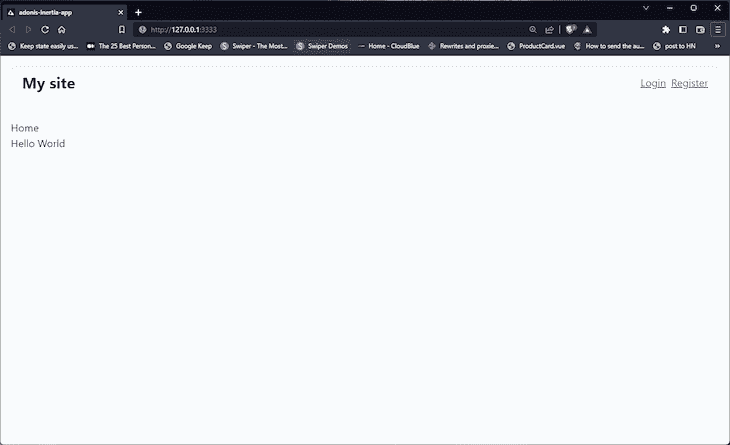 adonis-inertia-app
http://127.0.0.1:3333
Keep state easily us... The 25 Best Person... Google Keep Swiper - The Most... Swiper Demos Home - CloudBlue Rewrites and proxie... ProductCard.vue How to send the au... post to HN
My site Login Register
Home
Hello World